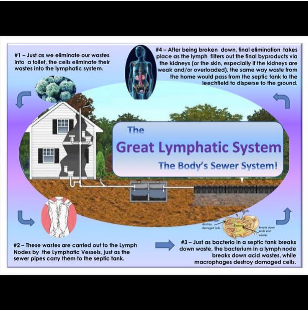 #1 – Just as we eliminate our wastes
into a toilet, the cells eliminate their
wastes into the lymphatic system.
#4 – After being broken down, final elimination takes
place as the lymph filters out the final byproducts via
the kidneys (or the skin, especially if the kidneys are
weak and/or overloaded), the same way waste from
the home would pass from the septic tank to the
leechfield to disperse to the ground.
The
Great Lymphatic System
The Body's Sewer System!
#2 – These wastes are carried out to the Lymph
Nodes by the Lymphatic Vessels, just as the
sewer pipes carry them to the septic tank.
#3 – Just as bacteria in a septic tank breaks
down waste, the bacterium in a lymph node
breaks down acid wastes, while
macrophages destroy damaged cells.